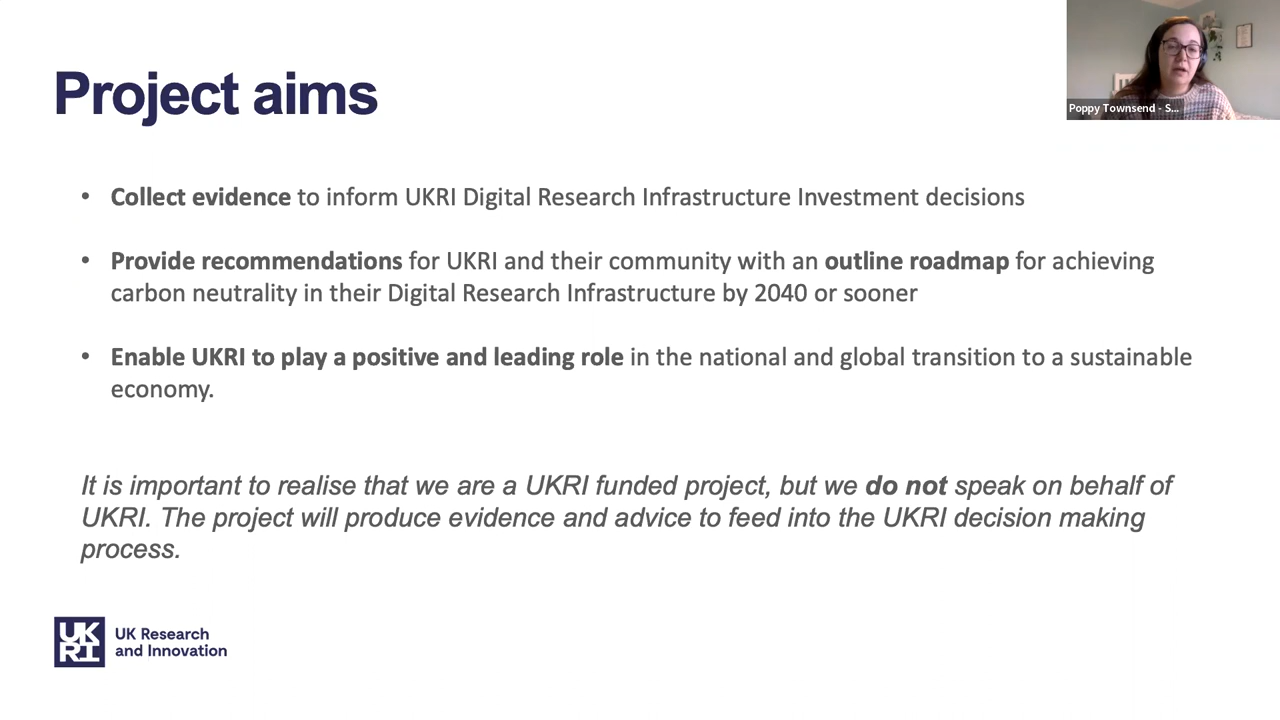 Project aims
Poppy Townsend - S...
• Collect evidence to inform UKRI Digital Research Infrastructure Investment decisions
• Provide recommendations for UKRI and their community with an outline roadmap for achieving
carbon neutrality in their Digital Research Infrastructure by 2040 or sooner
• Enable UKRI to play a positive and leading role in the national and global transition to a sustainable
economy.
It is important to realise that we are a UKRI funded project, but we do not speak on behalf of
UKRI. The project will produce evidence and advice to feed into the UKRI decision making
process.
UK
RI
UK Research
and Innovation